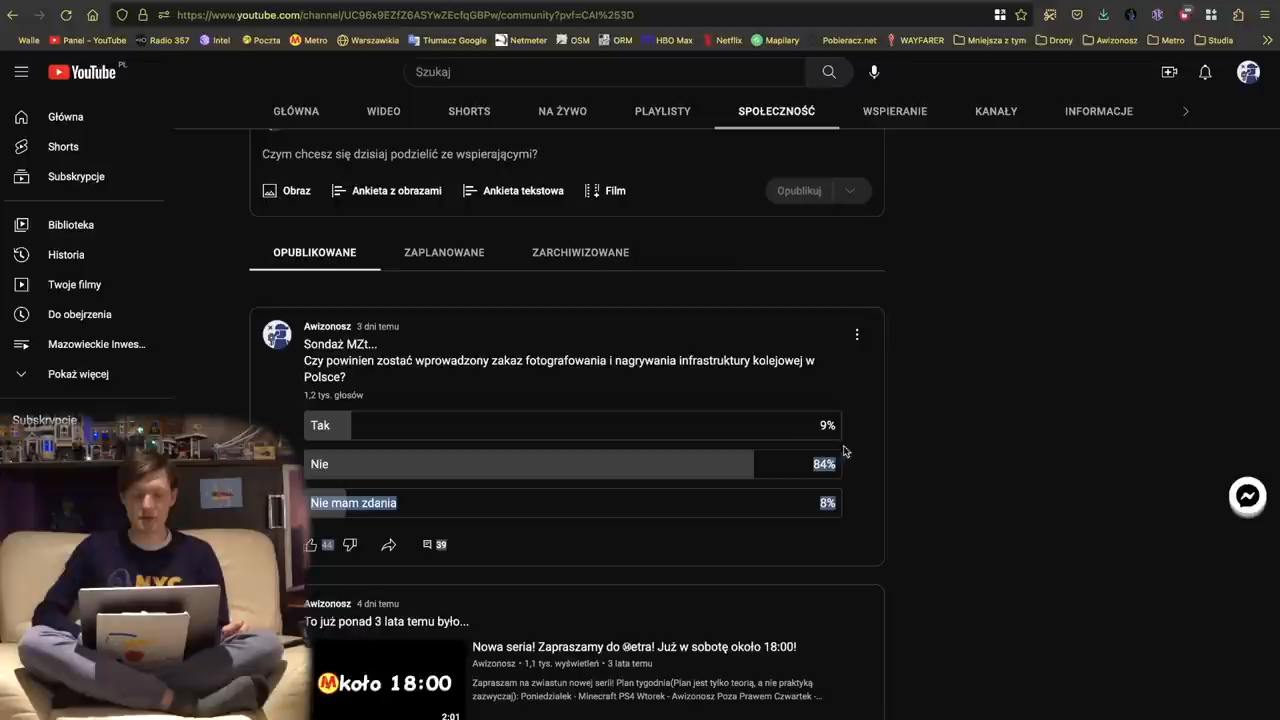 https://www.youtube.com/channel/UC96x9EZfZ6ASYwZEcfqGBPw/community?pvf=CAI%253D
Walle Panel - YouTube Radio 357 Intel Poczta Metro Warszawikia Tłumacz Google Netmeter OSM ORM HBO Max Netflix Mapilary Pobieracz.net WAYFARER Mniejsza z tym Drony Awizonosz Metro Studia
YouTube PL
Szukaj
GŁÓWNA WIDEO SHORTS NA ŻYWO PLAYLISTY SPOŁECZNOŚĆ WSPIERANIE KANAŁY INFORMACJE
Główna
Shorts
Subskrypcje
Biblioteka
Historia
Twoje filmy
Do obejrzenia
Mazowieckie Inwes...
Pokaż więcej
Subskrypcje
Czym chcesz się dzisiaj podzielić ze wspierającymi?
Obraz Ankieta z obrazami Ankieta tekstowa Film Opublikuj
OPUBLIKOWANE ZAPLANOWANE ZARCHIWIZOWANE
Awizonosz 3 dni temu
Sondaż MZt...
Czy powinien zostać wprowadzony zakaz fotografowania i nagrywania infrastruktury kolejowej w
Polsce?
1,2 tys. głosów
Tak 9%
Nie 84%
Nie mam zdania 8%
44 39
Awizonosz 4 dni temu
To już ponad 3 lata temu było...
Nowa seria! Zapraszamy do Ⓜetra! Już w sobotę około 18:00!
Awizonosz • 1,1 tys. wyświetleń • 3 lata temu
Zapraszam na zwiastun nowej serii! Plan tygodnia(Plan jest tylko teorią, a nie praktyką
zazwyczaj): Poniedziałek - Minecraft PS4 Wtorek - Awizonosz Poza Prawem Czwartek -...
około 18:00
2:01
NYC